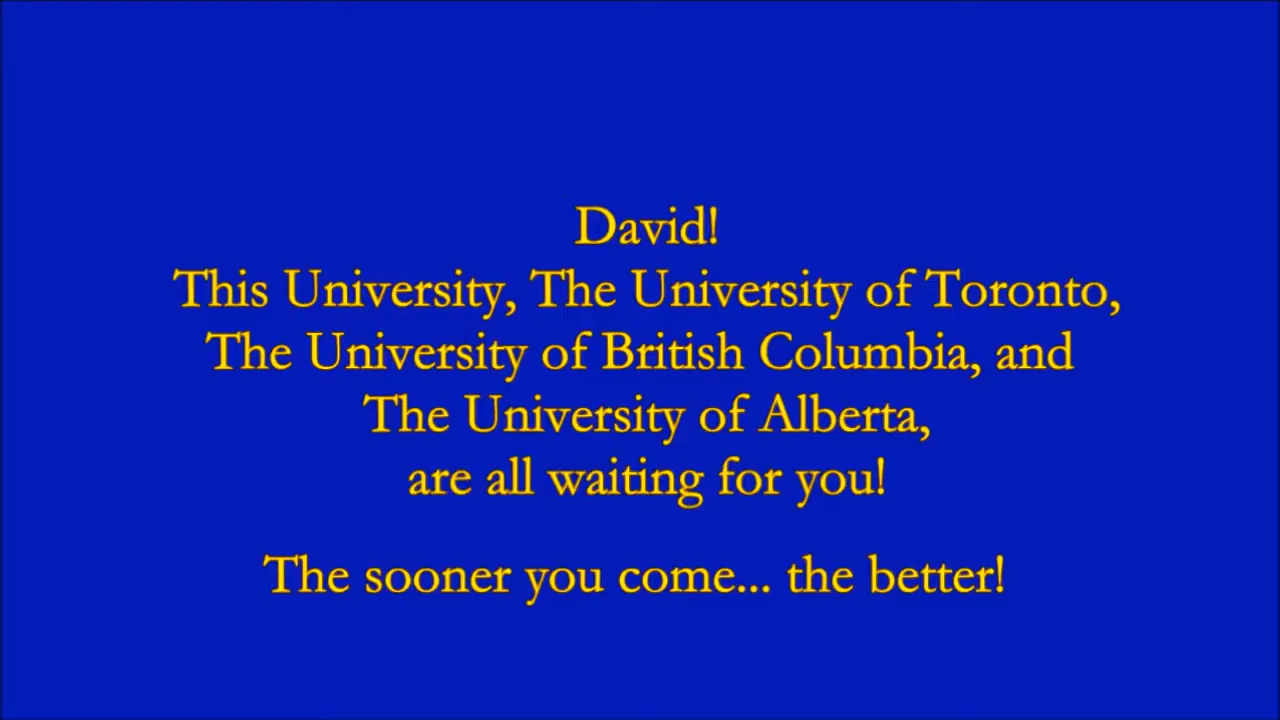 David!
This University, The University of Toronto,
The University of British Columbia, and
The University of Alberta,
are all waiting for you!
The sooner you come... the better!